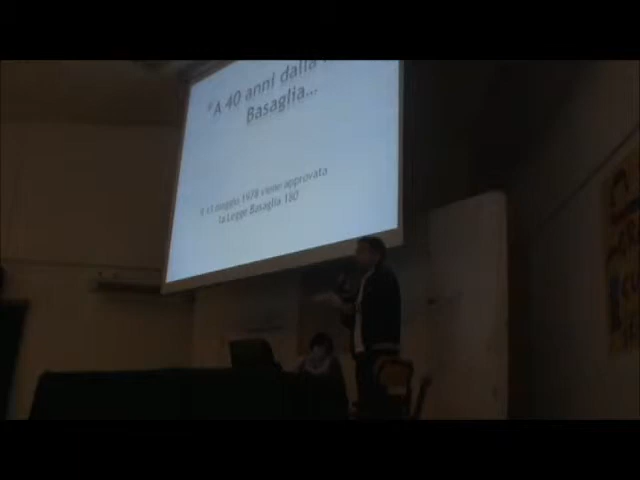 *A 40 anni dalla
Basaglia...
Il 13 maggio 1978 viene approvata
la Legge Basaglia 180